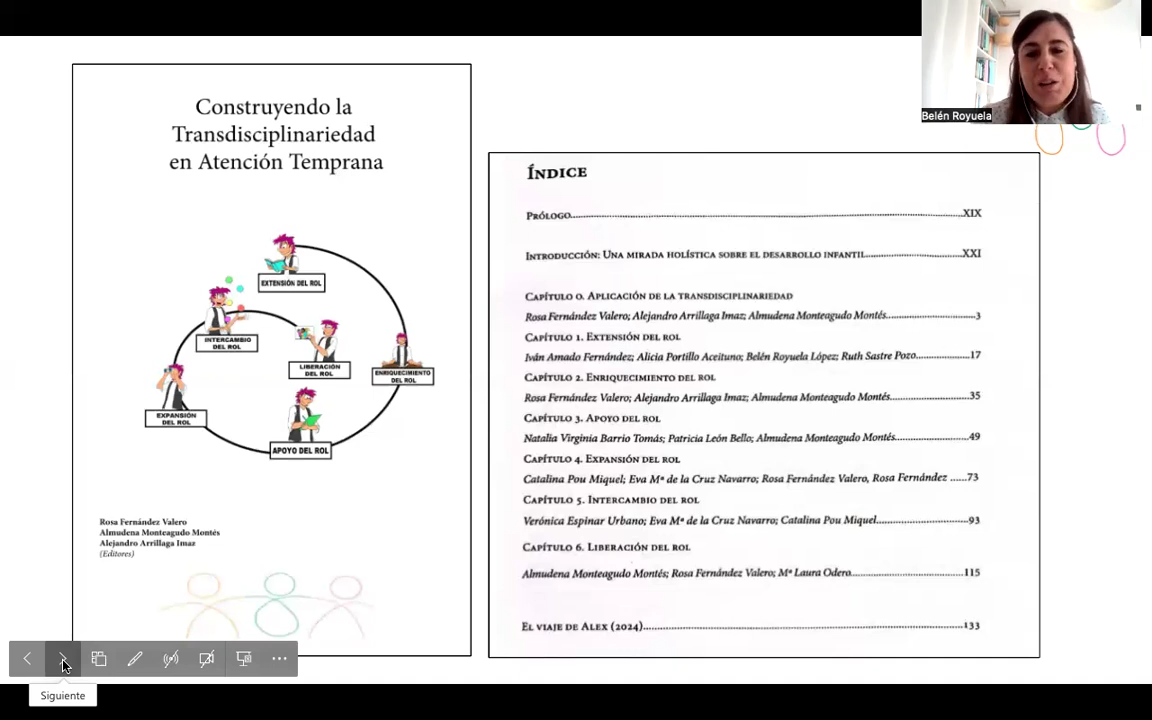 Construyendo la
Transdisciplinariedad
en Atención Temprana
EXTENSIÓN DEL ROL
INTERCAMBIO
DEL ROL
LIBERACIÓN
DEL ROL
ENRIQUECIMIENTO
DEL ROL
EXPANSIÓN
DEL ROL
APOYO DEL ROL
Rosa Fernández Valero
Almudena Monteagudo Montés
Alejandro Arrillaga Imaz
(Editores)
Belén Royuela
ÍNDICE
PRÓLOGO....XIX
INTRODUCCIÓN: UNA MIRADA HOLÍSTICA SOBRE EL DESARROLLO INFANTIL....XXI
CAPÍTULO 0. APLICACIÓN DE LA TRANSDISCIPLINARIEDAD
Rosa Fernández Valero; Alejandro Arrillaga Imaz; Almudena Monteagudo Montés....3
CAPÍTULO 1. EXTENSIÓN DEL ROL
Iván Amado Fernández; Alicia Portillo Aceituno; Belén Royuela López; Ruth Sastre Pozo....17
CAPÍTULO 2. ENRIQUECIMIENTO DEL ROL
Rosa Fernández Valero; Alejandro Arrillaga Imaz; Almudena Monteagudo Montés....35
CAPÍTULO 3. APOYO DEL ROL
Natalia Virginia Barrio Tomás; Patricia León Bello; Almudena Monteagudo Montés....49
CAPÍTULO 4. EXPANSIÓN DEL ROL
Catalina Pou Miquel; Eva Mª de la Cruz Navarro; Rosa Fernández Valero, Rosa Fernández ......73
CAPÍTULO 5. INTERCAMBIO DEL ROL
Verónica Espinar Urbano; Eva Mª de la Cruz Navarro; Catalina Pou Miquel....93
CAPÍTULO 6. LIBERACIÓN DEL ROL
Almudena Monteagudo Montés; Rosa Fernández Valero; Mª Laura Odero....115
EL VIAJE DE ALEX (2024)....133
Siguiente